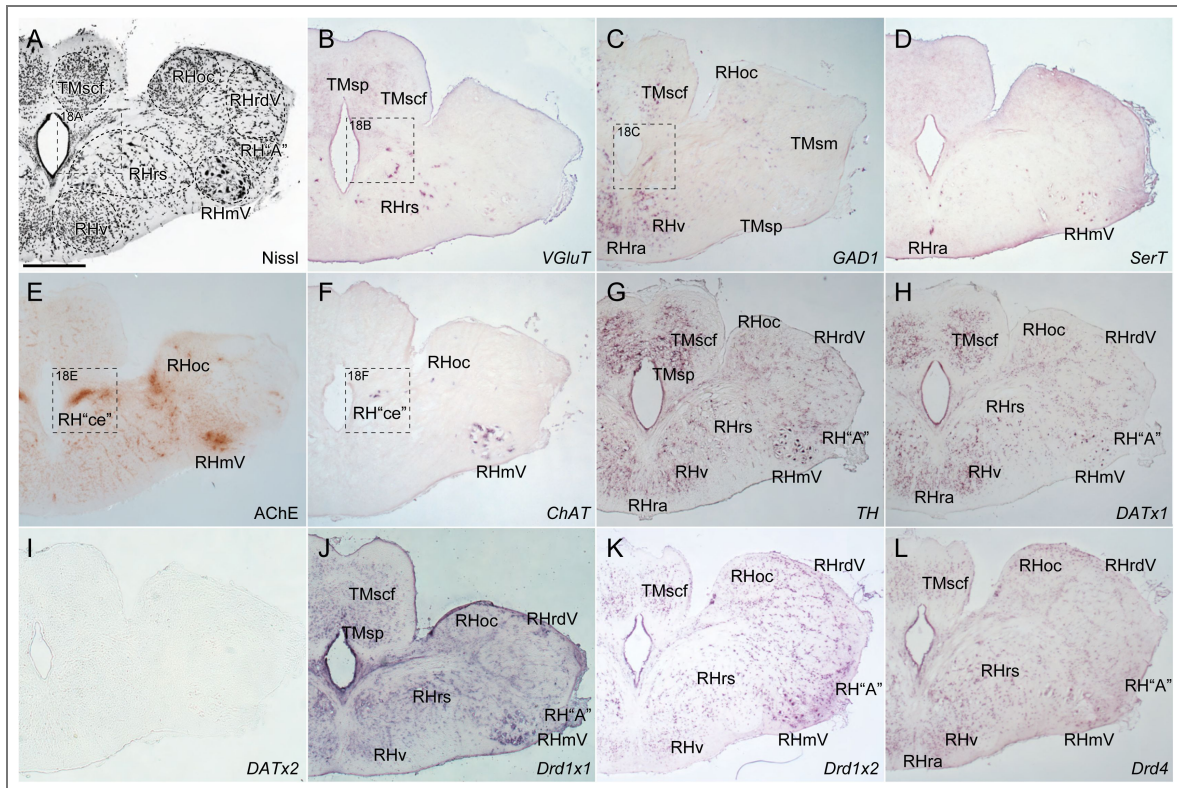 A
TMscf
RHoc
RHrdV
18A
RH“A”
RHrs
RHmV
RHv
Nissl
B
TMsp
TMscf
18B
RHrs
VGluT
C
RHoc
TMscf
18C
TMsm
RHv
TMsp
RHra
GAD1
D
RHra
RHmV
SerT
E
RHoc
18E
RH“ce”
RHmV
AChE
F
RHoc
18F
RH“ce”
RHmV
ChAT
G
RHoc
RHrdV
TMscf
TMsp
RHrs
RH“A”
RHv
RHmV
RHra
TH
H
RHoc
RHrdV
TMscf
RHrs
RH“A”
RHv
RHmV
RHra
DATx1
I
DATx2
J
TMscf
RHoc
RHrdV
TMsp
RHrs
RH“A”
RHmV
RHv
Drd1x1
K
RHrdV
RHoc
TMscf
RHrs
RH“A”
RHmV
RHv
Drd1x2
L
RHoc
RHrdV
TMscf
RHrs
RH“A”
RHv
RHmV
RHra
Drd4